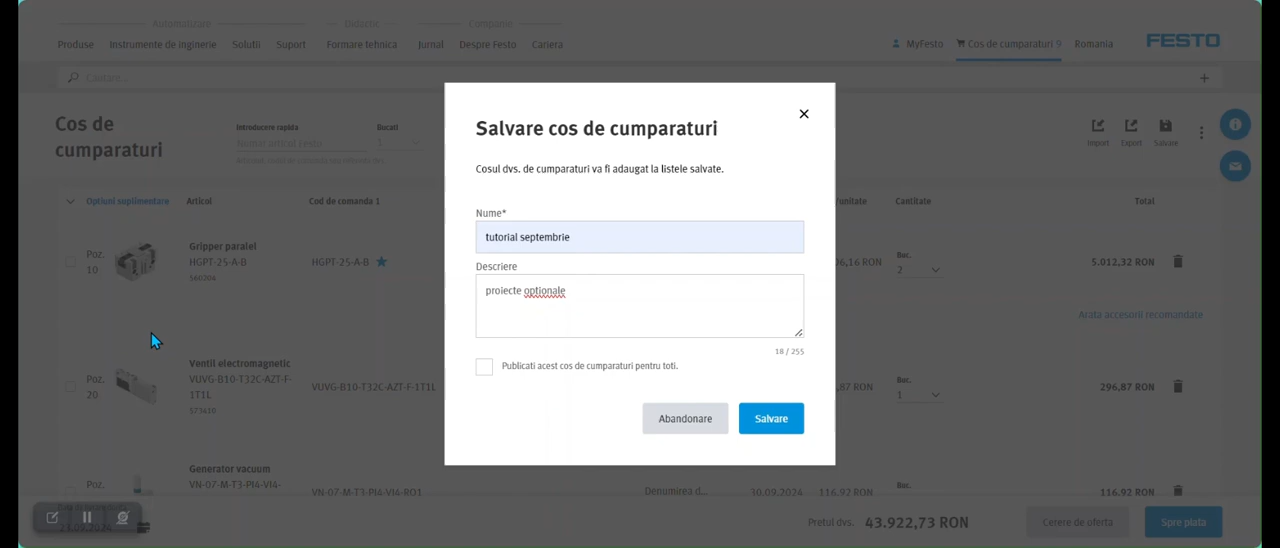 Automatizare Didactic Companie
Produse Instrumente de inginerie Solutii Suport Formare tehnica Jurnal Despre Festo Cariera MyFesto Cos de cumparaturi 9 Romania FESTO
Cautare...
Cos de cumparaturi
Introducere rapida Bucati
Numar articol Festo 1
Import Export Salvare
Salvare cos de cumparaturi
Cosul dvs. de cumparaturi va fi adaugat la listele salvate.
Nume*
tutorial septembrie
Descriere
proiecte optionale
18 / 255
Publicati acest cos de cumparaturi pentru toti.
Abandonare Salvare
Optiuni suplimentare Articol Cod de comanda 1 /unitate Cantitate Total
Poz. 10
Gripper paralel
HGPT-25-A-B
560204
HGPT-25-A-B 06,16 RON Buc. 2 5.012,32 RON
Arata accesorii recomandate
Poz. 20
Ventil electromagnetic
VUVG-B10-T32C-AZT-F-
1T1L
573410
VUVG-B10-T32C-AZT-F-1T1L ,87 RON Buc. 1 296,87 RON
Poz.
Generator vacuum
VN-07-M-T3-PI4-VI4-
VN-07-M-T3-PI4-VI4-RO1 Denumirea d... 30.09.2024 116,92 RON Buc. 116,92 RON
Pretul dvs. 43.922,73 RON Cerere de oferta Spre plata